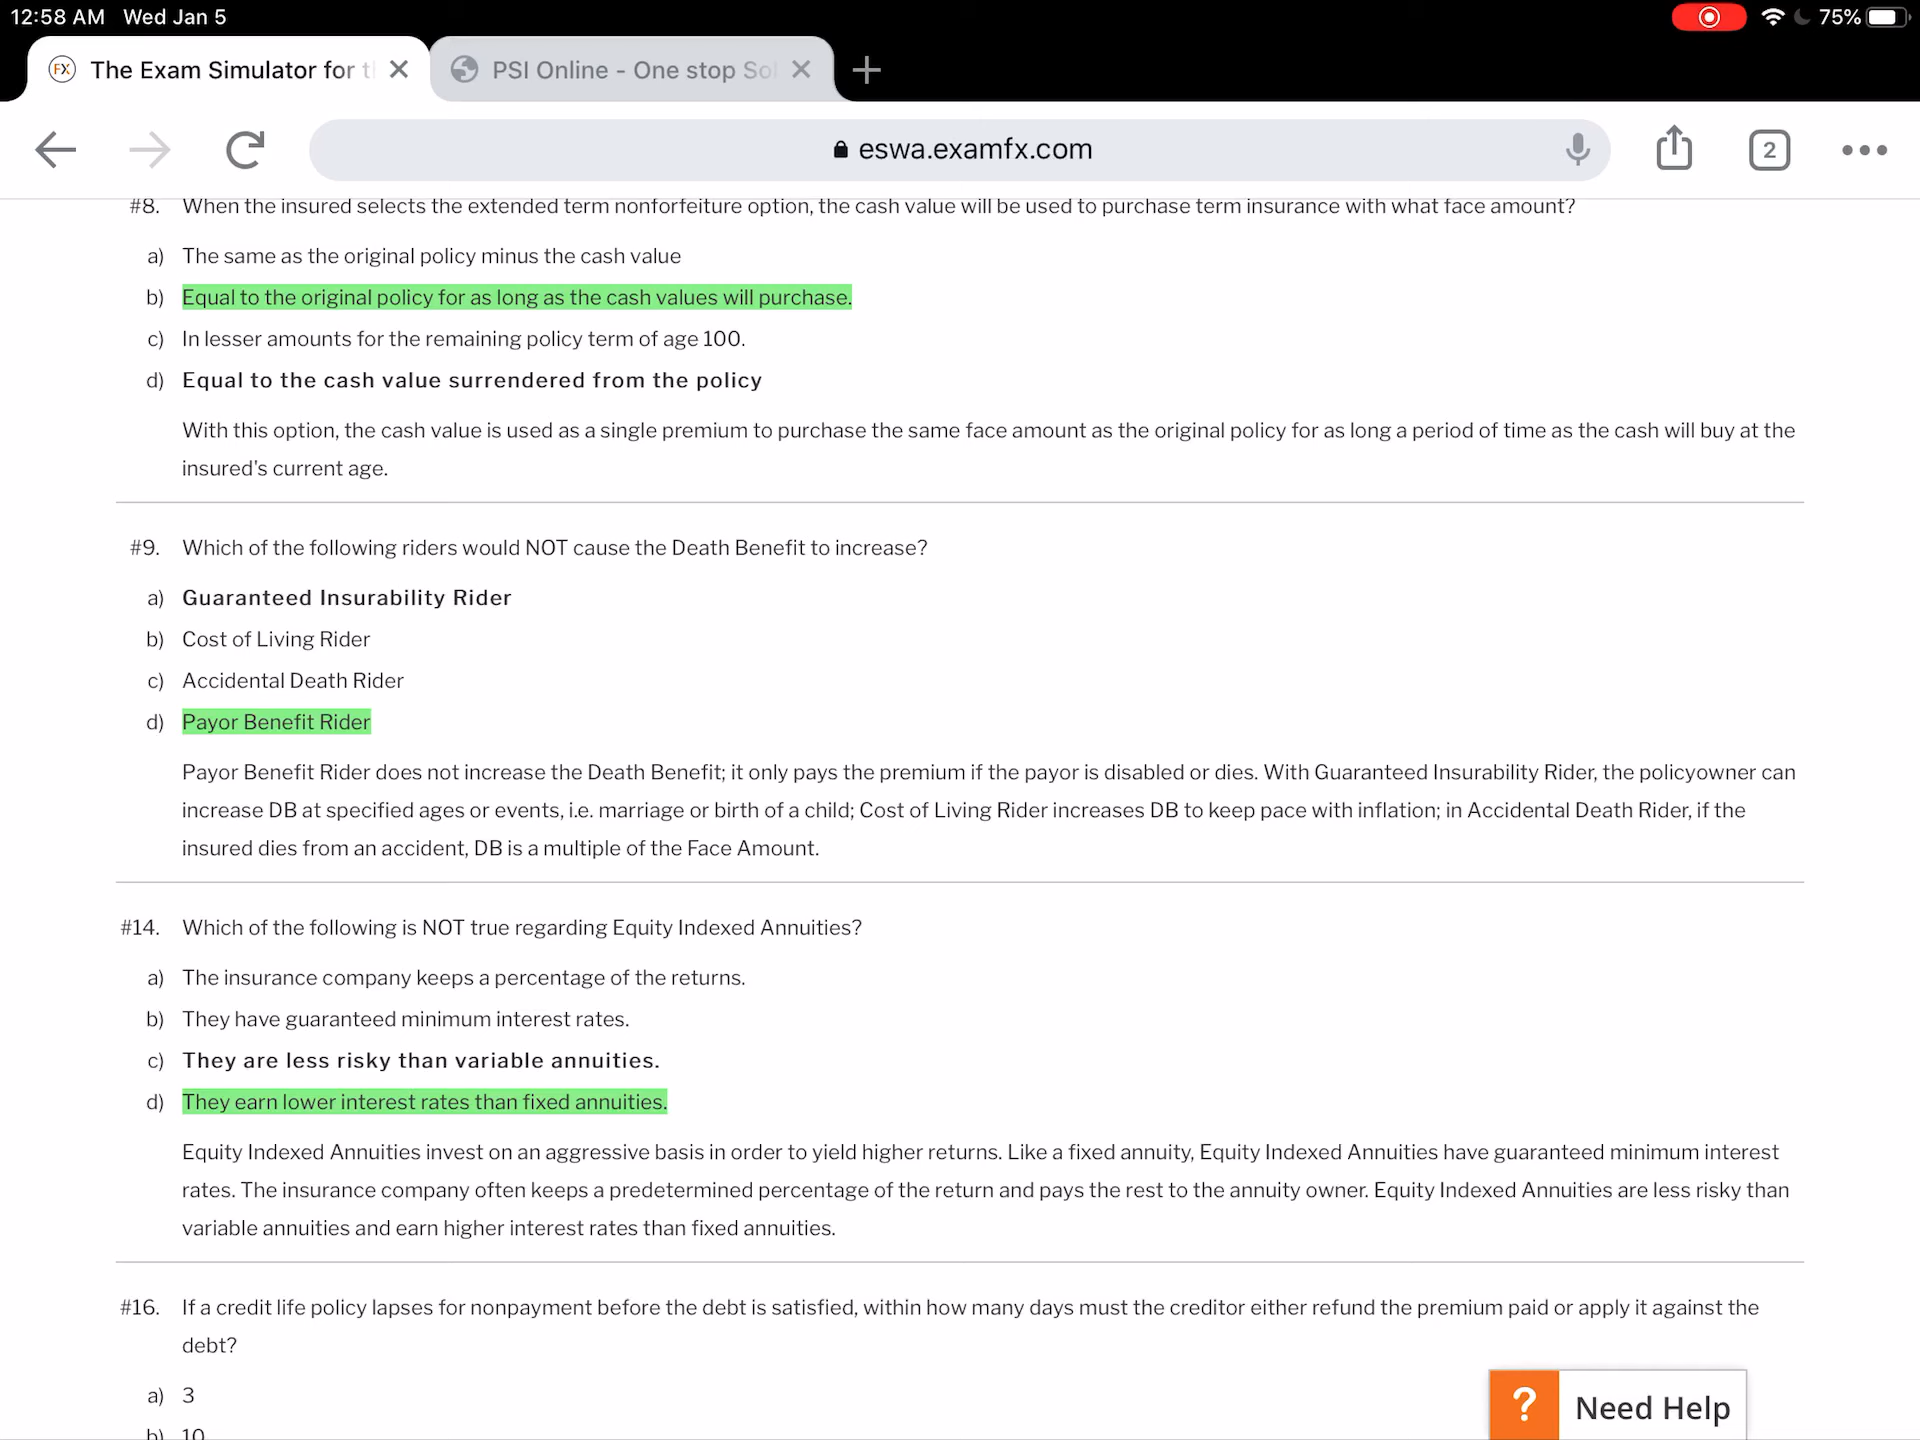 12:58 AM Wed Jan 5
75%
FX The Exam Simulator for t
PSI Online - One stop Sol
eswa.examfx.com
2
#8. When the insured selects the extended term nonforfeiture option, the cash value will be used to purchase term insurance with what face amount?
a) The same as the original policy minus the cash value
b) Equal to the original policy for as long as the cash values will purchase.
c) In lesser amounts for the remaining policy term of age 100.
d) Equal to the cash value surrendered from the policy
With this option, the cash value is used as a single premium to purchase the same face amount as the original policy for as long a period of time as the cash will buy at the
insured's current age.
#9. Which of the following riders would NOT cause the Death Benefit to increase?
a) Guaranteed Insurability Rider
b) Cost of Living Rider
c) Accidental Death Rider
d) Payor Benefit Rider
Payor Benefit Rider does not increase the Death Benefit; it only pays the premium if the payor is disabled or dies. With Guaranteed Insurability Rider, the policyowner can
increase DB at specified ages or events, i.e. marriage or birth of a child; Cost of Living Rider increases DB to keep pace with inflation; in Accidental Death Rider, if the
insured dies from an accident, DB is a multiple of the Face Amount.
#14. Which of the following is NOT true regarding Equity Indexed Annuities?
a) The insurance company keeps a percentage of the returns.
b) They have guaranteed minimum interest rates.
c) They are less risky than variable annuities.
d) They earn lower interest rates than fixed annuities.
Equity Indexed Annuities invest on an aggressive basis in order to yield higher returns. Like a fixed annuity, Equity Indexed Annuities have guaranteed minimum interest
rates. The insurance company often keeps a predetermined percentage of the return and pays the rest to the annuity owner. Equity Indexed Annuities are less risky than
variable annuities and earn higher interest rates than fixed annuities.
#16. If a credit life policy lapses for nonpayment before the debt is satisfied, within how many days must the creditor either refund the premium paid or apply it against the
debt?
a) 3
b) 10
? Need Help